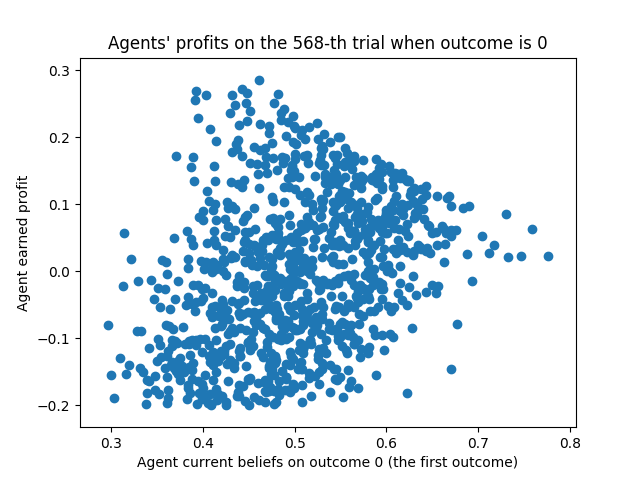 Agents' profits on the 568-th trial when outcome is 0
Agent earned profit
0.3
0.2
0.1
0.0
−0.1
−0.2
0.3 0.4 0.5 0.6 0.7 0.8
Agent current beliefs on outcome 0 (the first outcome)